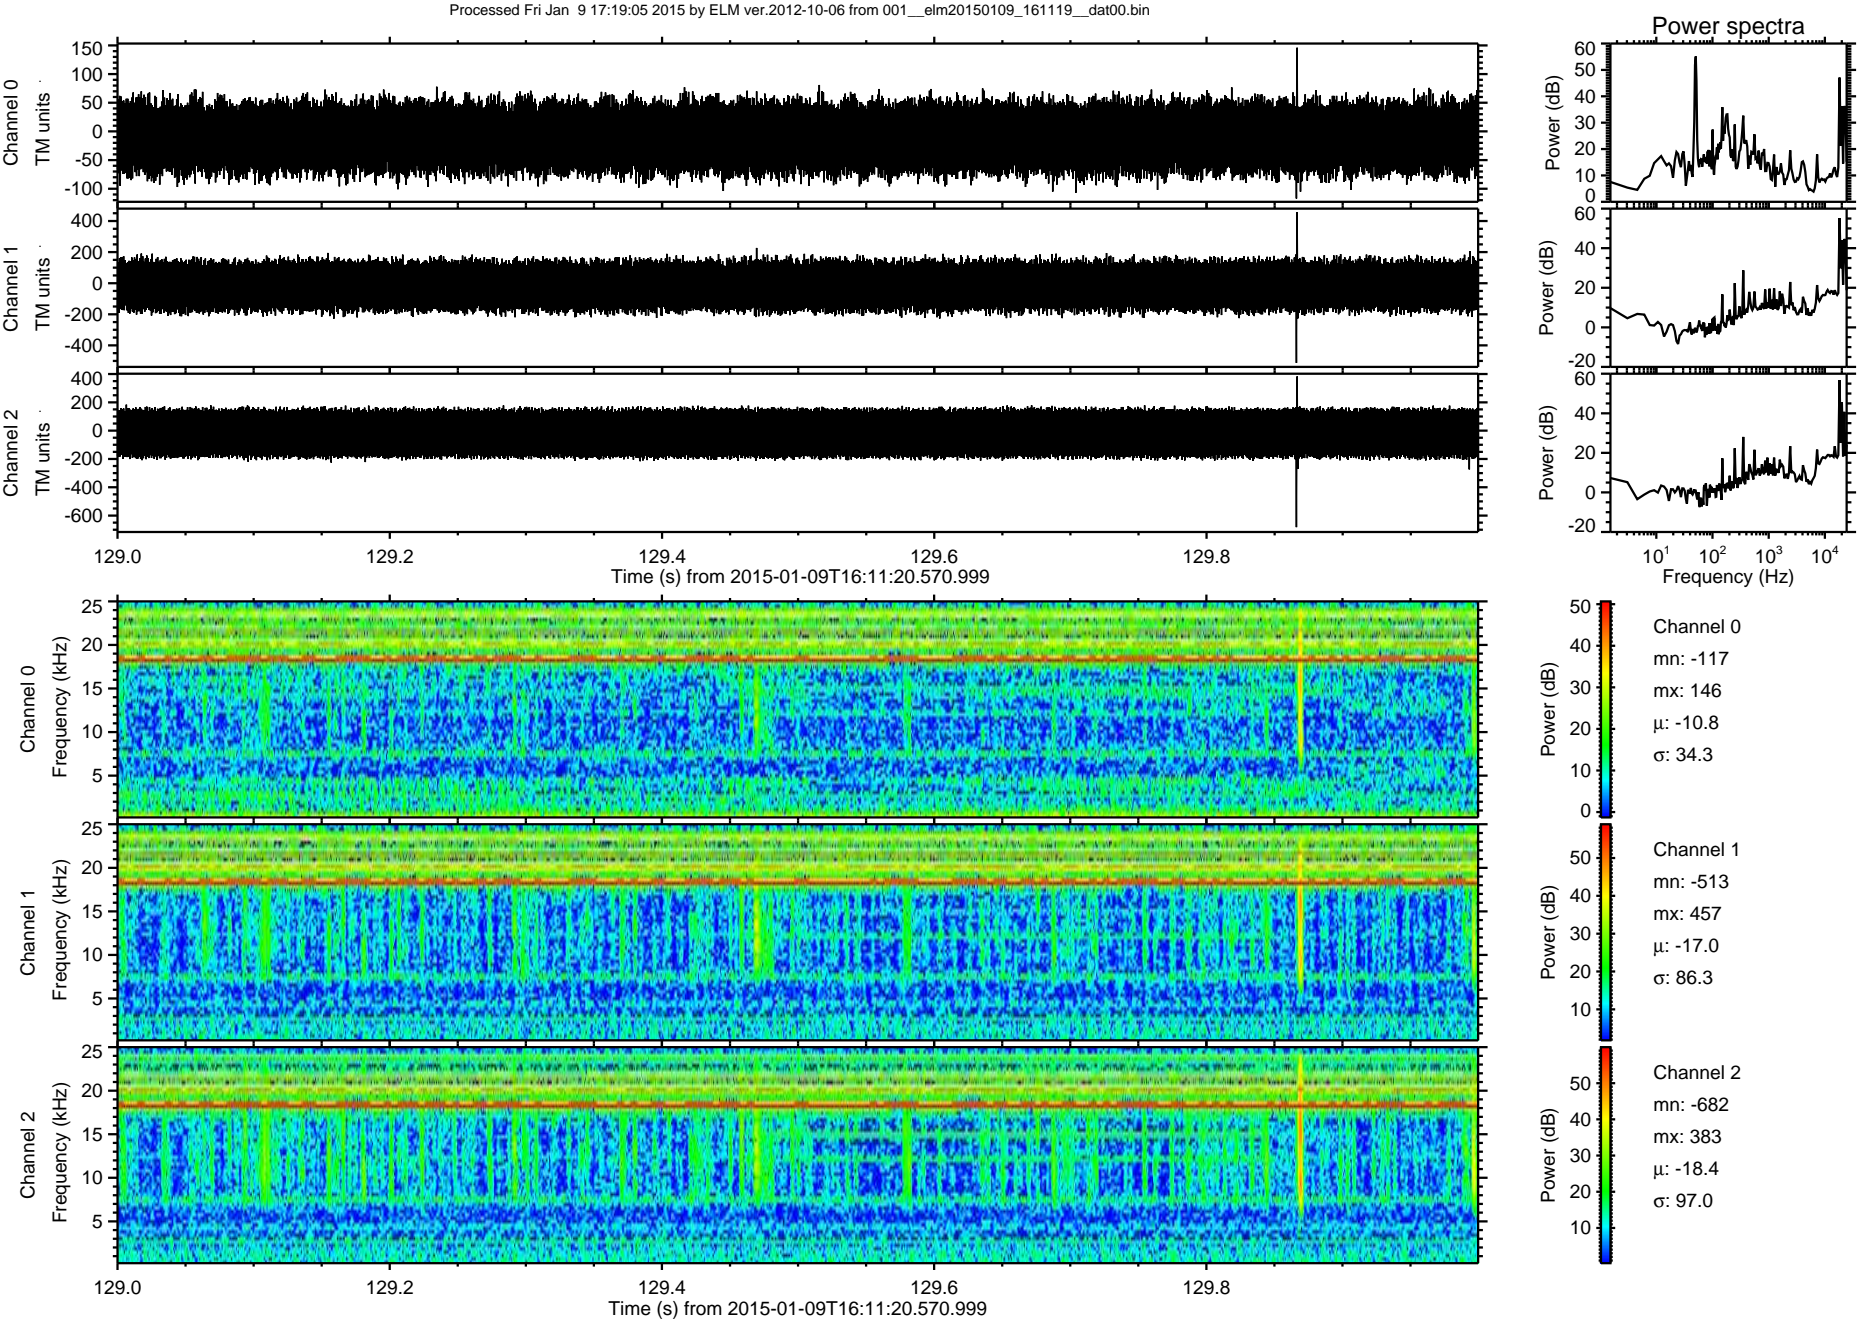 Processed Fri Jan 9 17:19:05 2015 by ELM ver.2012-10-06 from 001__elm20150109_161119__dat00.bin
Power spectra
Channel 0
TM units
150
100
50
0
-50
-100
Power (dB)
60
50
40
30
20
10
0
Channel 1
TM units
400
200
0
-200
-400
Power (dB)
60
40
20
0
-20
Channel 2
TM units
400
200
0
-200
-400
-600
Power (dB)
60
40
20
0
-20
129.0 129.2 129.4 129.6 129.8
Time (s) from 2015-01-09T16:11:20.570.999
10^1 10^2 10^3 10^4
Frequency (Hz)
Channel 0
Frequency (kHz)
25
20
15
10
5
Power (dB)
50
40
30
20
10
0
Channel 0
mn: -117
mx: 146
μ: -10.8
σ: 34.3
Channel 1
Frequency (kHz)
25
20
15
10
5
Power (dB)
50
40
30
20
10
Channel 1
mn: -513
mx: 457
μ: -17.0
σ: 86.3
Channel 2
Frequency (kHz)
25
20
15
10
5
Power (dB)
50
40
30
20
10
Channel 2
mn: -682
mx: 383
μ: -18.4
σ: 97.0
129.0 129.2 129.4 129.6 129.8
Time (s) from 2015-01-09T16:11:20.570.999